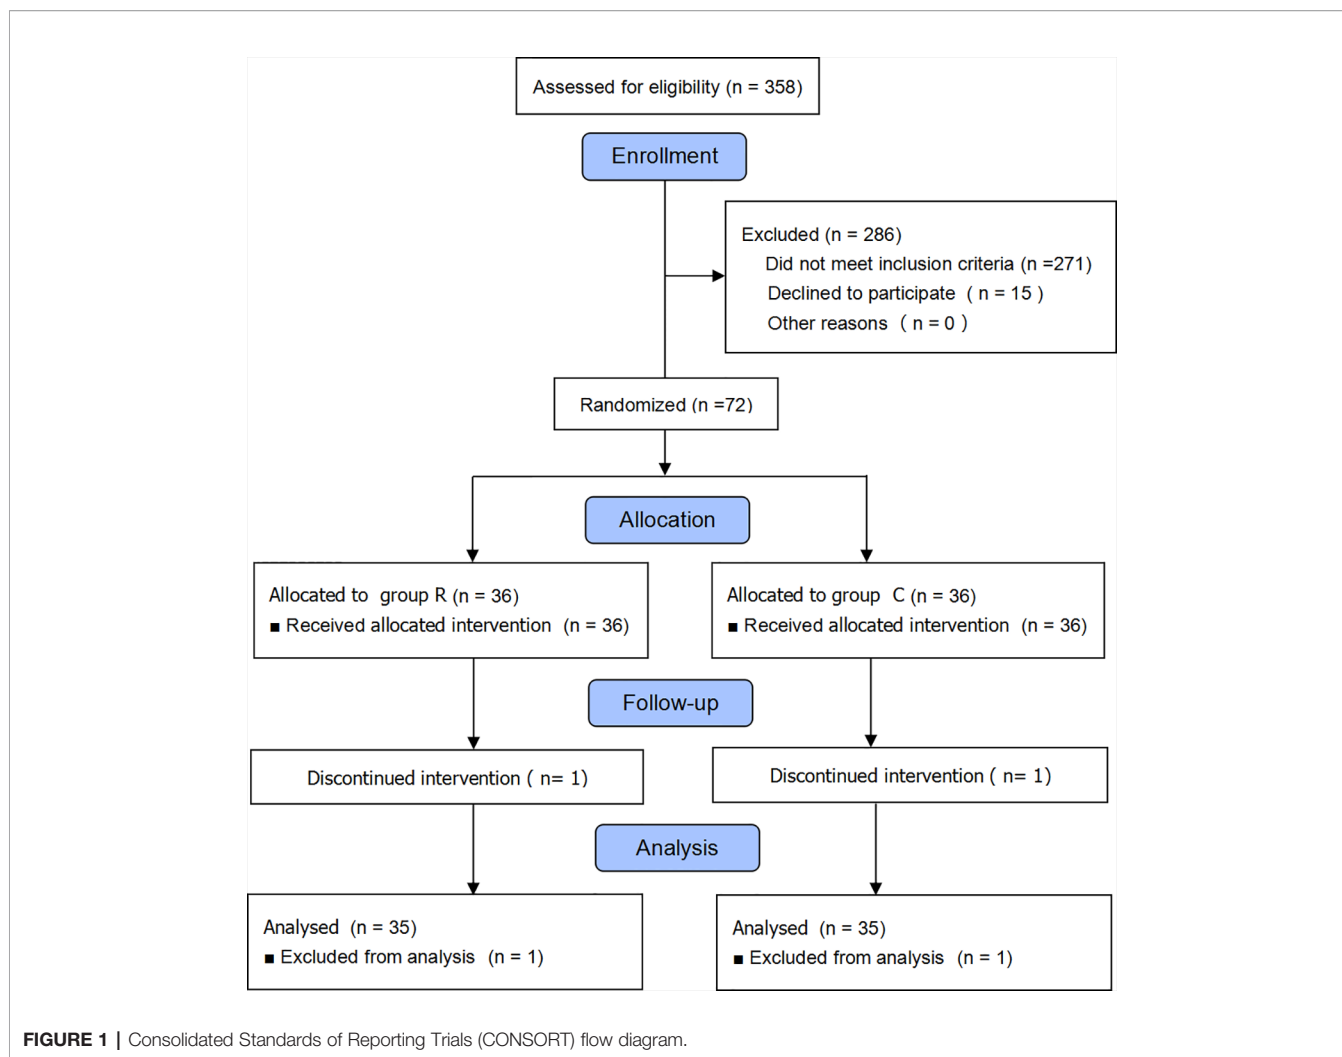 Assessed for eligibility (n = 358)
Enrollment
Excluded (n = 286)
Did not meet inclusion criteria (n =271)
Declined to participate ( n = 15 )
Other reasons ( n = 0 )
Randomized (n =72)
Allocation
Allocated to group R (n = 36)
■ Received allocated intervention (n = 36)
Allocated to group C (n = 36)
■ Received allocated intervention (n = 36)
Follow-up
Discontinued intervention ( n= 1)
Discontinued intervention ( n= 1)
Analysis
Analysed (n = 35)
■ Excluded from analysis (n = 1)
Analysed (n = 35)
■ Excluded from analysis (n = 1)
FIGURE 1 | Consolidated Standards of Reporting Trials (CONSORT) flow diagram.